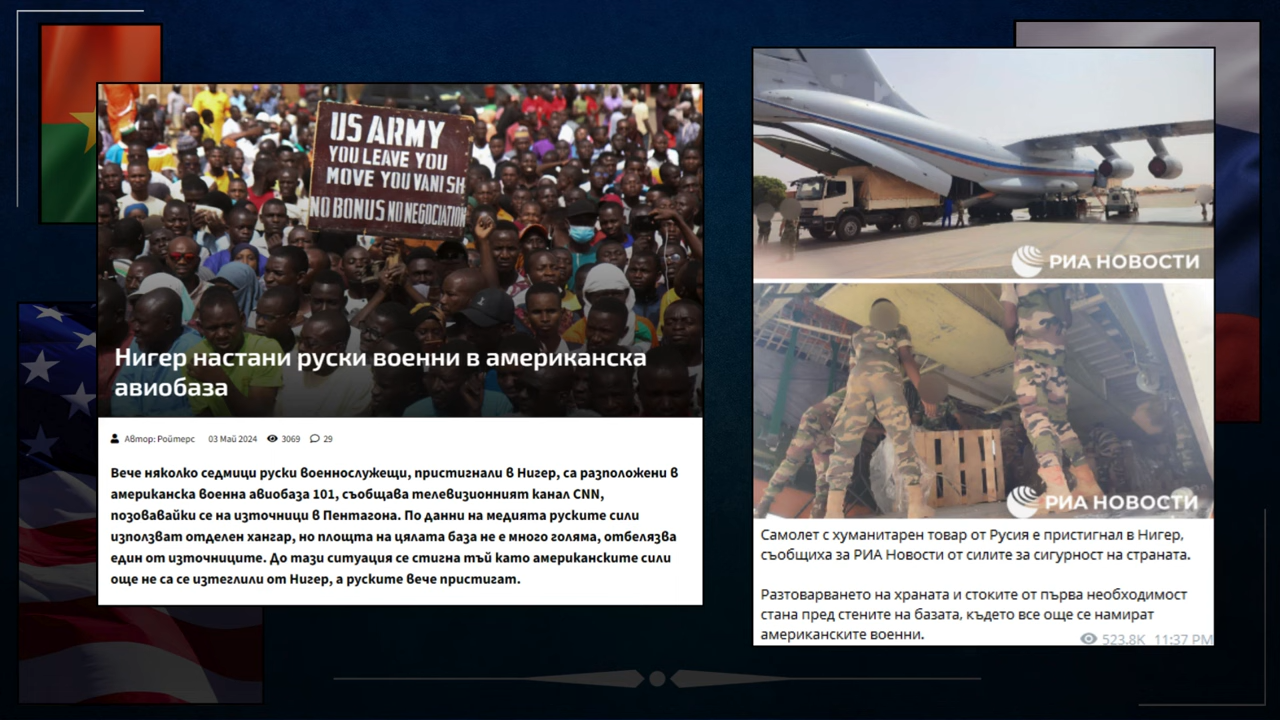 US ARMY
YOU LEAVE YOU
MOVE YOU VANISH
NO BONUS NO NEGOCIATION
Нигер настани руски военни в американска
авиобаза
Автор: Ройтерс 03 Май 2024 3069 29
Вече няколко седмици руски военнослужещи, пристигнали в Нигер, са разположени в
американска военна авиобаза 101, съобщава телевизионният канал CNN,
позовавайки се на източници в Пентагона. По данни на медията руските сили
използват отделен хангар, но площта на цялата база не е много голяма, отбелязва
един от източниците. До тази ситуация се стигна тъй като американските сили
още не са се изтеглили от Нигер, а руските вече пристигат.
РИА НОВОСТИ
РИА НОВОСТИ
Самолет с хуманитарен товар от Русия е пристигнал в Нигер,
съобщиха за РИА Новости от силите за сигурност на страната.
Разтоварването на храната и стоките от първа необходимост
стана пред стените на базата, където все още се намират
американските военни.
523.8K 11:37 PM